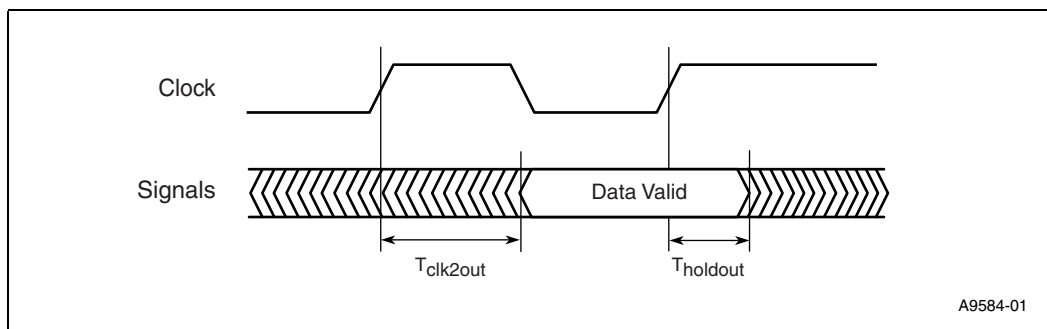 Clock
Signals
Data Valid
Tclk2out
Tholdout
A9584-01